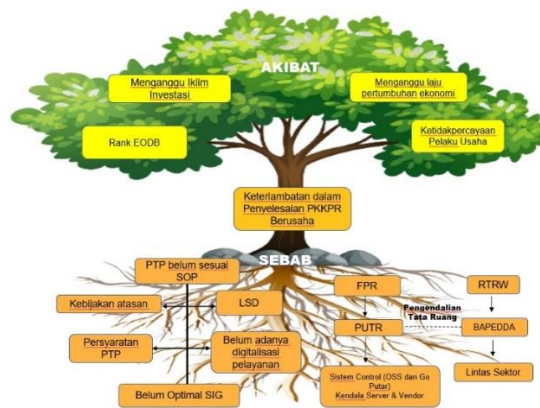 AKIBAT
Menganggu Iklim
Investasi
Menganggu laju
pertumbuhan ekonomi
Rank EODB
Ketidakpercayaan
Pelaku Usaha
Keterlambatan dalam
Penyelesaian PKKPR
Berusaha
SEBAB
PTP belum sesuai
SOP
Kebijakan atasan
LSD
Persyaratan
PTP
Belum adanya
digitalisasi
pelayanan
Belum Optimal SIG
FPR
RTRW
Pengendalian
Tata Ruang
PUTR
BAPEDDA
Sistem Control (OSS dan Go
Putar)
Kendala Server & Vendor
Lintas Sektor